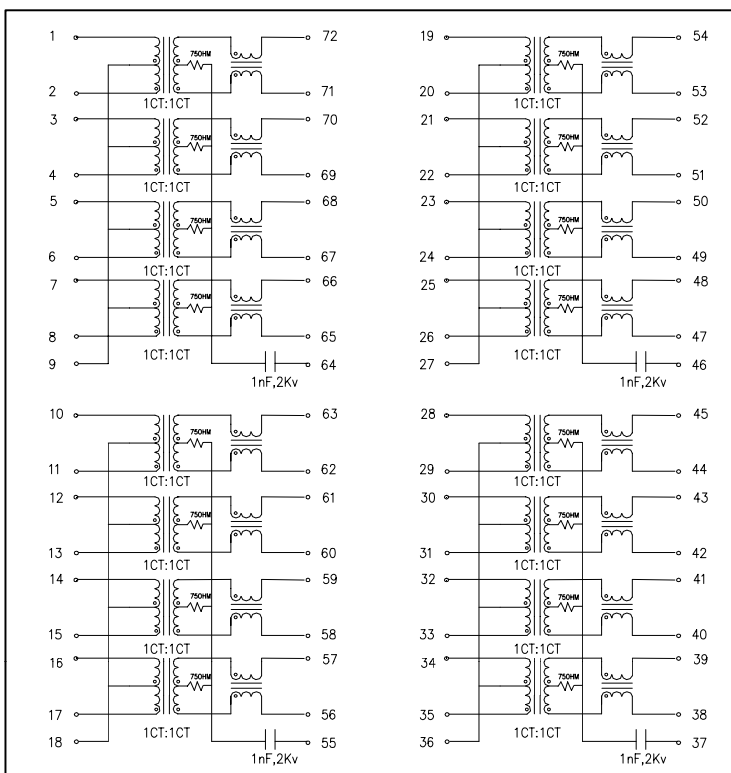 1 72 19 54
750HM 750HM
2 71 20 53
1CT:1CT 1CT:1CT
3 70 21 52
750HM 750HM
4 69 22 51
1CT:1CT 1CT:1CT
5 68 23 50
750HM 750HM
6 67 24 49
1CT:1CT 1CT:1CT
7 66 25 48
750HM 750HM
8 65 26 47
1CT:1CT 1CT:1CT
9 64 27 46
1nF,2Kv 1nF,2Kv
10 63 28 45
750HM 750HM
11 62 29 44
1CT:1CT 1CT:1CT
12 61 30 43
750HM 750HM
13 60 31 42
1CT:1CT 1CT:1CT
14 59 32 41
750HM 750HM
15 58 33 40
1CT:1CT 1CT:1CT
16 57 34 39
750HM 750HM
17 56 35 38
1CT:1CT 1CT:1CT
18 55 36 37
1nF,2Kv 1nF,2Kv